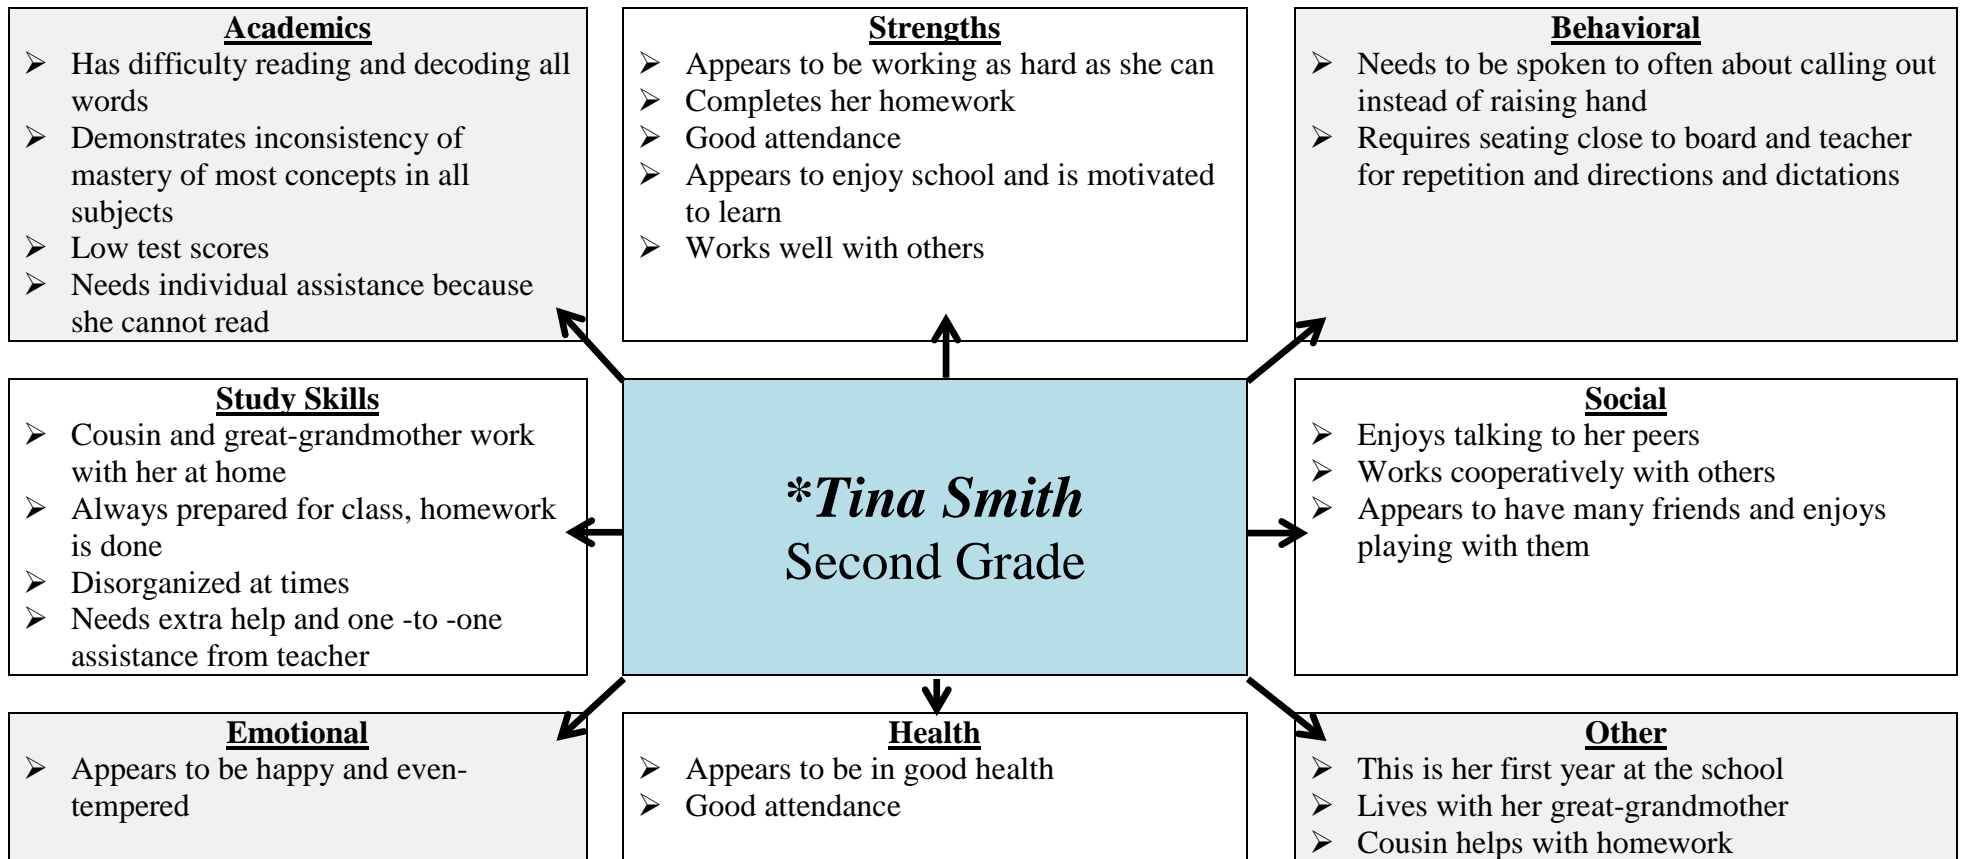 Academics
➢ Has difficulty reading and decoding all
words
➢ Demonstrates inconsistency of
mastery of most concepts in all
subjects
➢ Low test scores
➢ Needs individual assistance because
she cannot read
Strengths
➢ Appears to be working as hard as she can
➢ Completes her homework
➢ Good attendance
➢ Appears to enjoy school and is motivated
to learn
➢ Works well with others
Behavioral
➢ Needs to be spoken to often about calling out
instead of raising hand
➢ Requires seating close to board and teacher
for repetition and directions and dictations
Study Skills
➢ Cousin and great-grandmother work
with her at home
➢ Always prepared for class, homework
is done
➢ Disorganized at times
➢ Needs extra help and one -to -one
assistance from teacher
*Tina Smith
Second Grade
Social
➢ Enjoys talking to her peers
➢ Works cooperatively with others
➢ Appears to have many friends and enjoys
playing with them
Emotional
➢ Appears to be happy and even-
tempered
Health
➢ Appears to be in good health
➢ Good attendance
Other
➢ This is her first year at the school
➢ Lives with her great-grandmother
➢ Cousin helps with homework